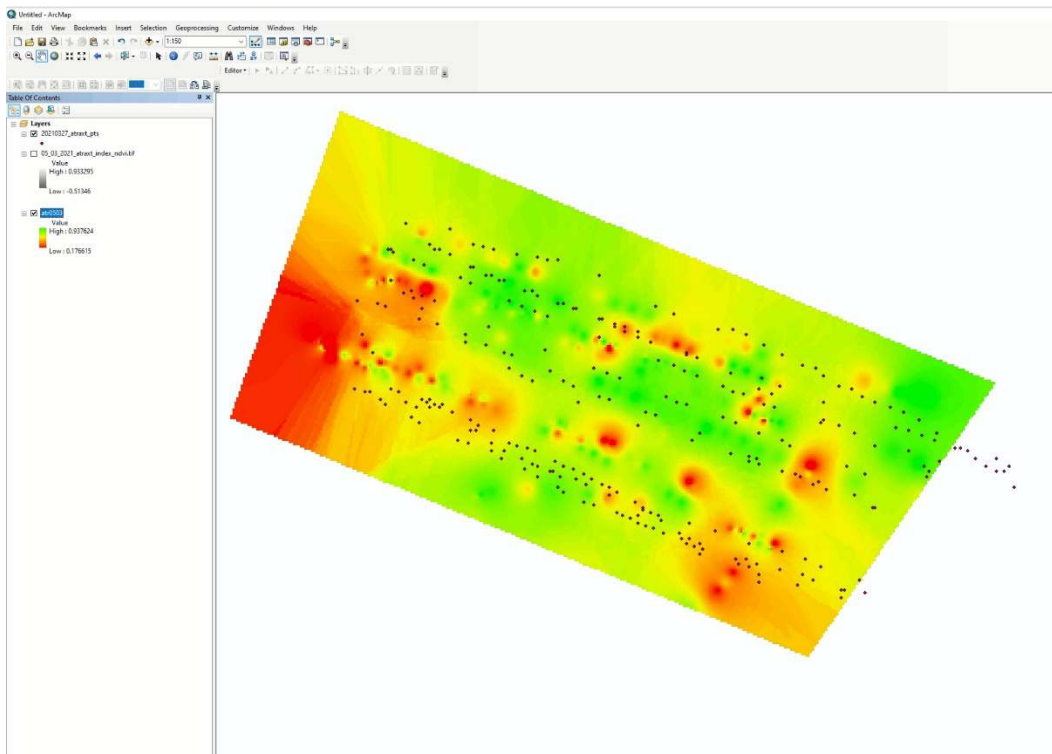 Untitled - ArcMap
File Edit View Bookmarks Insert Selection Geoprocessing Customize Windows Help
1:150
Editor
Table Of Contents
Layers
20210327_atraxt_pts
05_03_2021_atraxt_index_ndvi.tif
Value
High : 0.933295
Low : -0.51346
atr0503
Value
High : 0.937624
Low : 0.176615